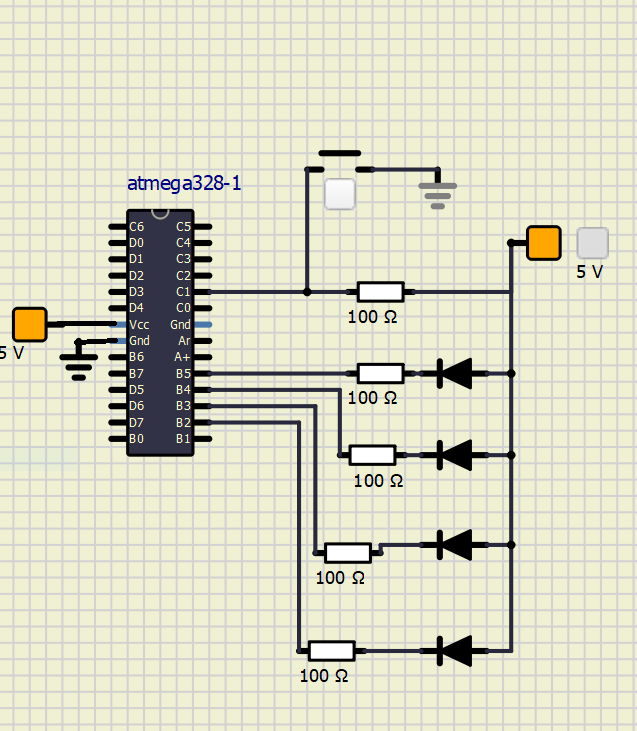 atmega328-1
C6 C5
D0 C4
D1 C3
D2 C2
D3 C1
D4 C0
Vcc Gnd
Gnd Ar
B6 A+
B7 B5
D5 B4
D6 B3
D7 B2
B0 B1
5 V
5 V
100 Ω
100 Ω
100 Ω
100 Ω
100 Ω